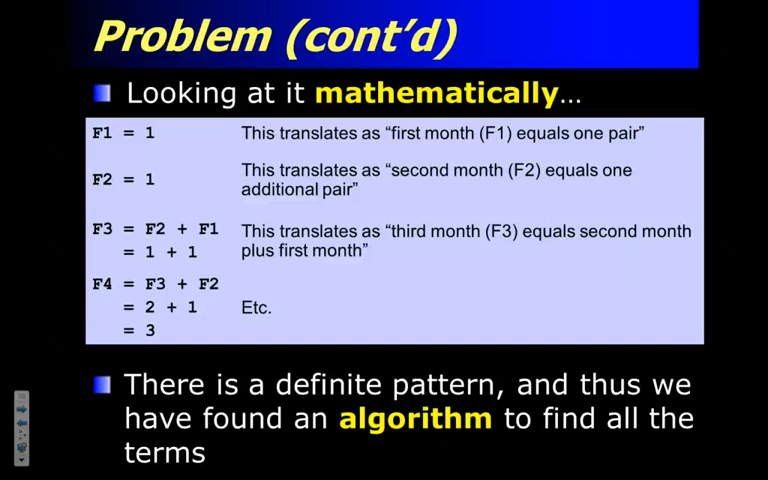 Problem (cont'd)
Looking at it mathematically…
F1 = 1 This translates as “first month (F1) equals one pair”
F2 = 1 This translates as “second month (F2) equals one
additional pair”
F3 = F2 + F1 This translates as “third month (F3) equals second month
= 1 + 1 plus first month”
F4 = F3 + F2
= 2 + 1 Etc.
= 3
There is a definite pattern, and thus we
have found an algorithm to find all the
terms